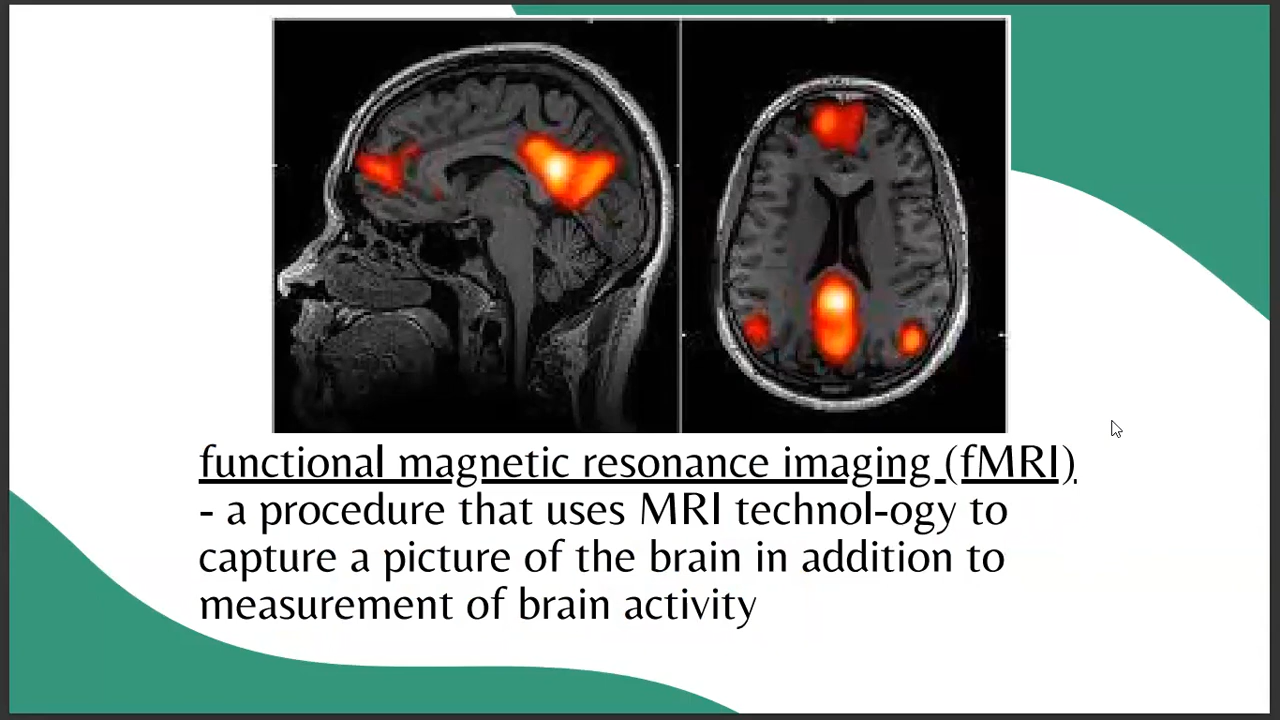 functional magnetic resonance imaging (fMRI)
- a procedure that uses MRI technol-ogy to
capture a picture of the brain in addition to
measurement of brain activity